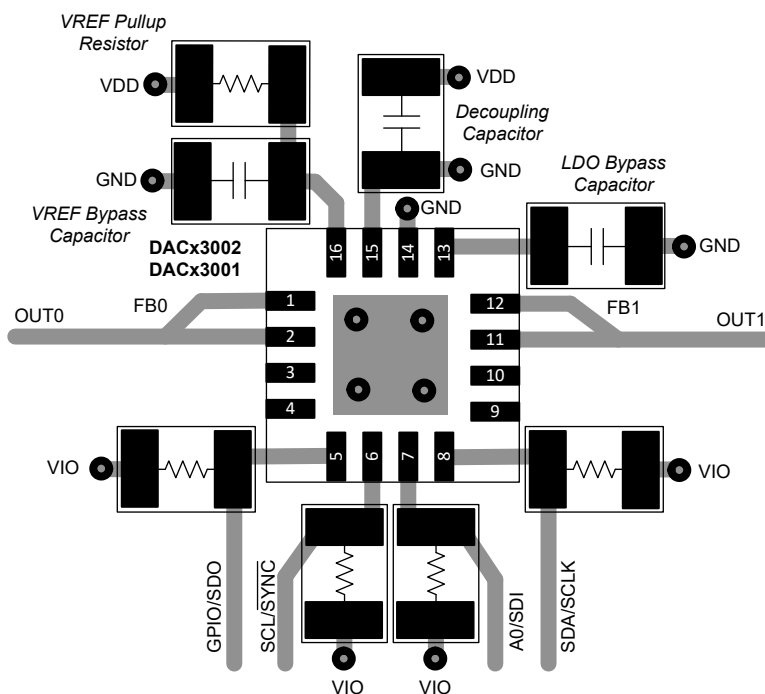 VREF Pullup
Resistor
VDD
VDD
Decoupling
Capacitor
GND
GND
VREF Bypass
Capacitor
GND
LDO Bypass
Capacitor
GND
DACx3002
DACx3001
16
15
14
13
1
2
3
4
12
11
10
9
5
6
7
8
OUT0
FB0
FB1
OUT1
VIO
VIO
GPIO/SDO
SCL/SYNC
A0/SDI
SDA/SCLK
VIO
VIO